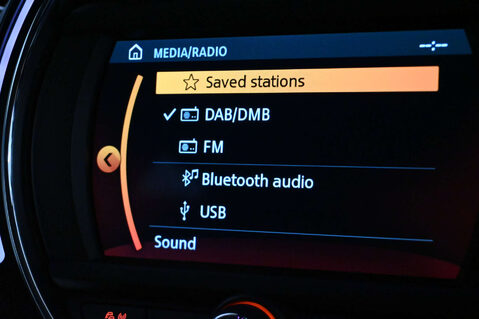 MEDIA/RADIO
Saved stations
DAB/DMB
FM
Bluetooth audio
USB
Sound